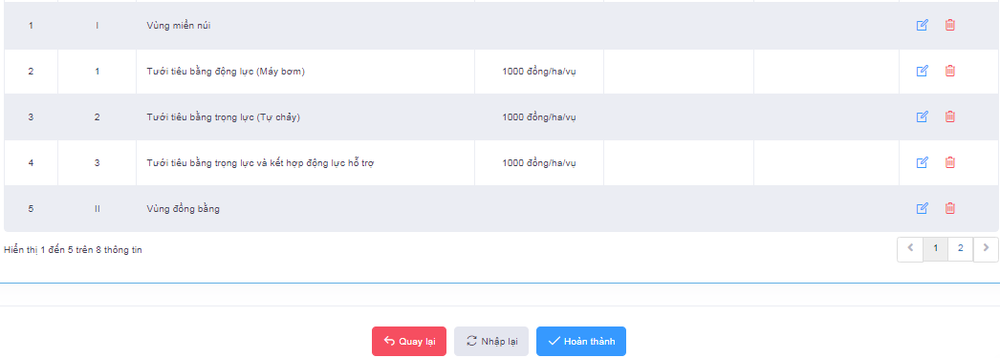 1 I Vùng miền núi
2 1 Tưới tiêu bằng động lực (Máy bơm) 1000 đồng/ha/vụ
3 2 Tưới tiêu bằng trọng lực (Tự chảy) 1000 đồng/ha/vụ
4 3 Tưới tiêu bằng trọng lực và kết hợp động lực hỗ trợ 1000 đồng/ha/vụ
5 II Vùng đồng bằng
Hiển thị 1 đến 5 trên 8 thông tin 1 2
Quay lại Nhập lại Hoàn thành